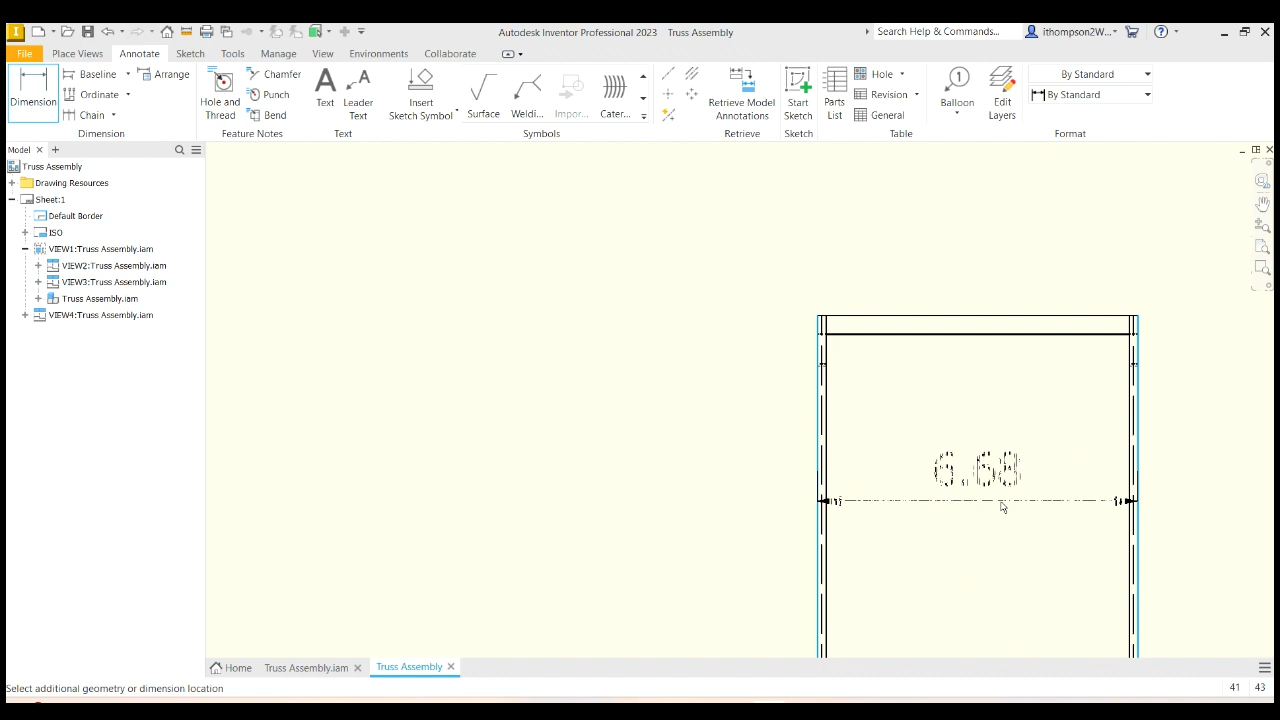 Autodesk Inventor Professional 2023 Truss Assembly
Search Help & Commands...
ithompson2W...
File Place Views Annotate Sketch Tools Manage View Environments Collaborate
Dimension
Baseline
Ordinate
Chain
Arrange
Dimension
Hole and
Thread
Chamfer
Punch
Bend
Feature Notes
Text
Leader
Text
Text
Insert
Sketch Symbol
Surface
Weldi...
Impor...
Cater...
Symbols
Retrieve Model
Annotations
Retrieve
Start
Sketch
Sketch
Parts
List
Hole
Revision
General
Table
Balloon
Edit
Layers
By Standard
By Standard
Format
Model
Truss Assembly
Drawing Resources
Sheet:1
Default Border
ISO
VIEW1:Truss Assembly.iam
VIEW2:Truss Assembly.iam
VIEW3:Truss Assembly.iam
Truss Assembly.iam
VIEW4:Truss Assembly.iam
6.68
Home Truss Assembly.iam Truss Assembly
Select additional geometry or dimension location
41 43